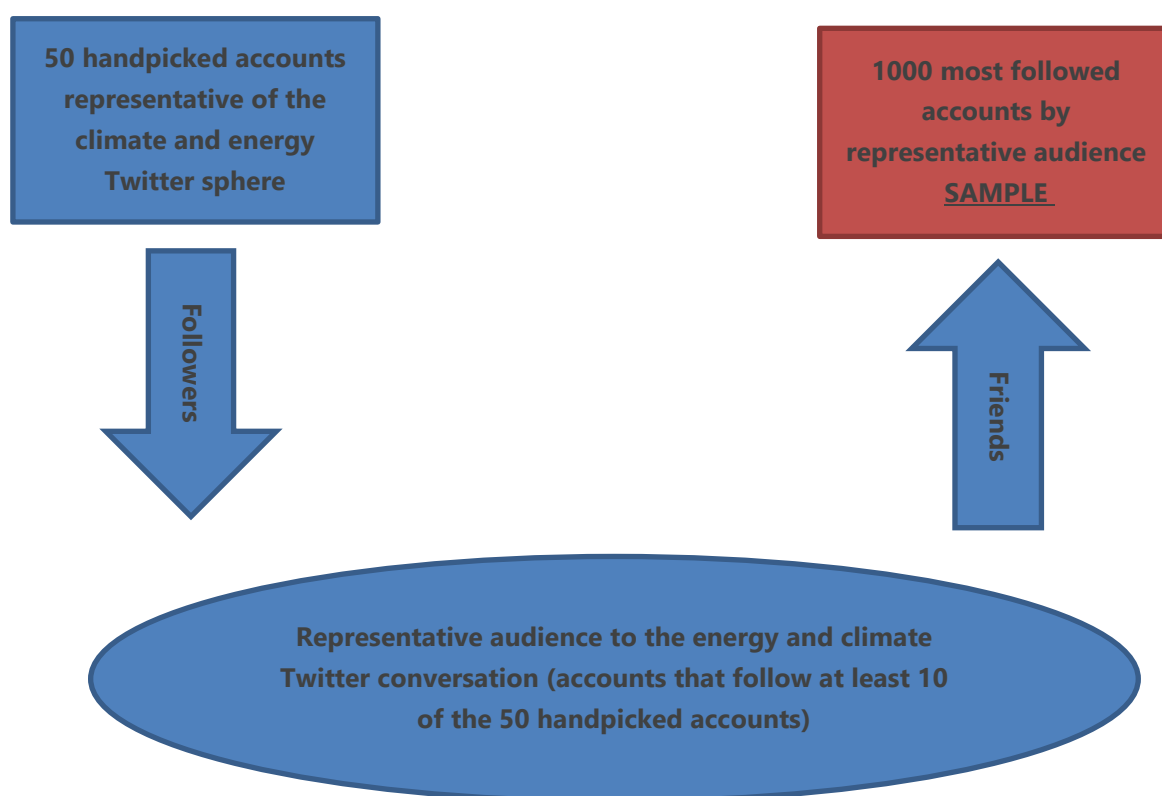 50 handpicked accounts
representative of the
climate and energy
Twitter sphere
1000 most followed
accounts by
representative audience
SAMPLE
Followers
Friends
Representative audience to the energy and climate
Twitter conversation (accounts that follow at least 10
of the 50 handpicked accounts)